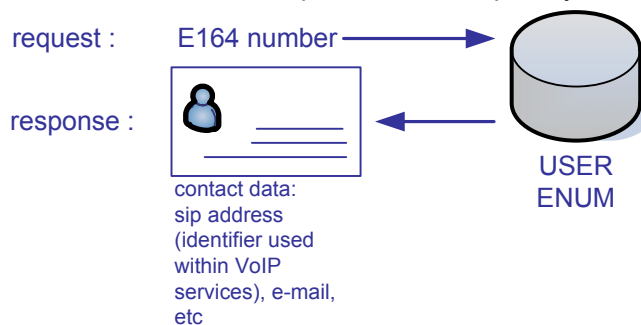 request : E164 number
response :
USER
ENUM
contact data:
sip address
(identifier used
within VoIP
services), e-mail,
etc